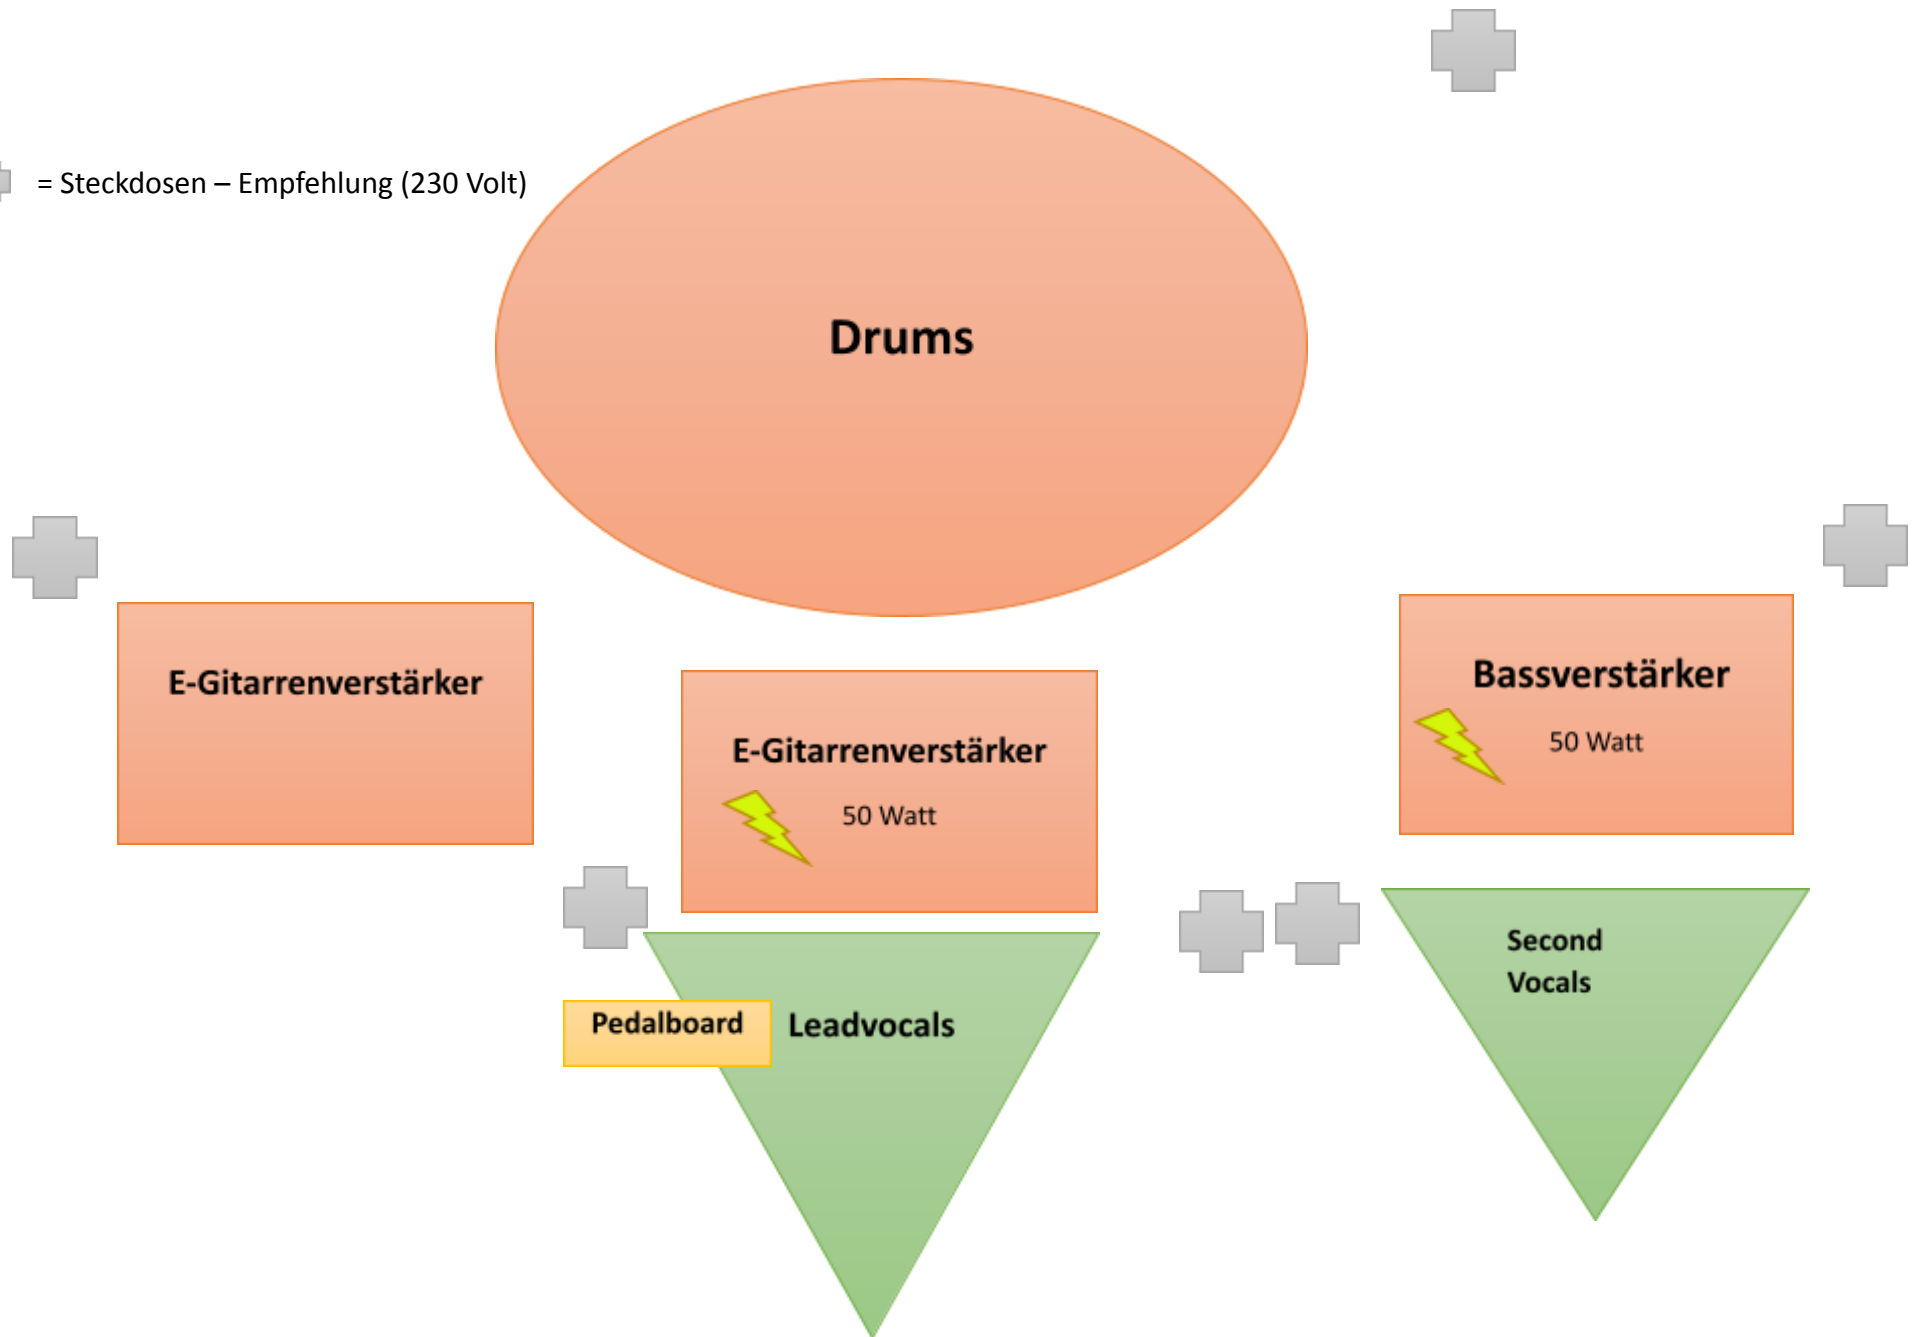 = Steckdosen – Empfehlung (230 Volt)
Drums
E-Gitarrenverstärker
E-Gitarrenverstärker
50 Watt
Bassverstärker
50 Watt
Pedalboard
Leadvocals
Second
Vocals